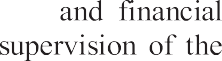 and financial
supervision of the